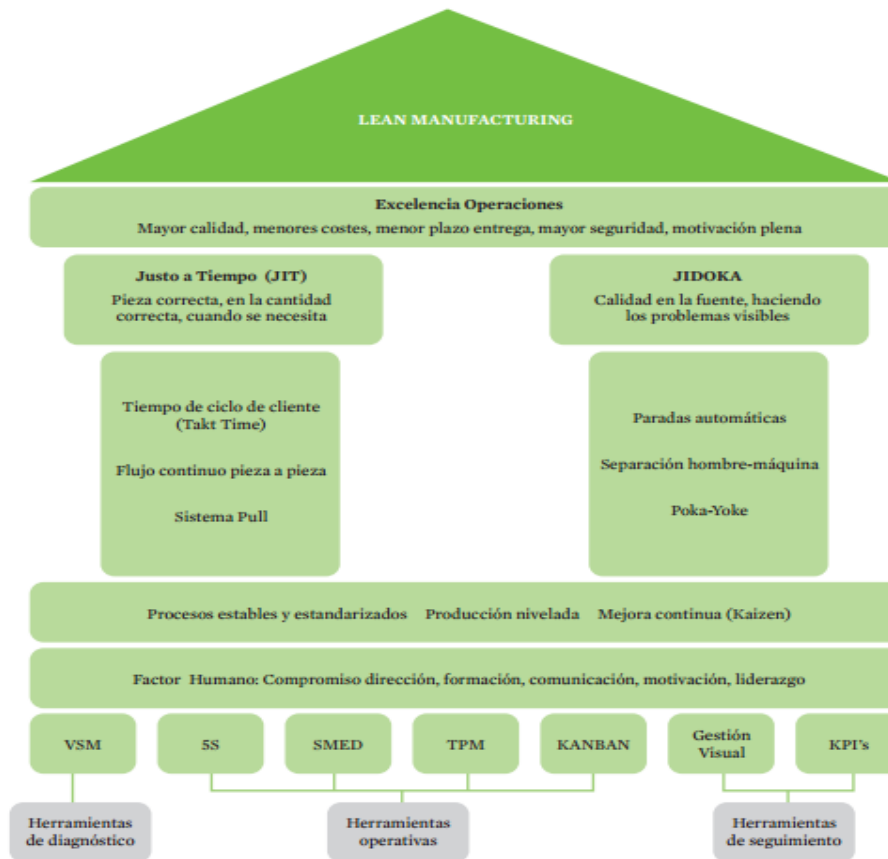 LEAN MANUFACTURING
Excelencia Operaciones
Mayor calidad, menores costes, menor plazo entrega, mayor seguridad, motivación plena
Justo a Tiempo (JIT)
Pieza correcta, en la cantidad
correcta, cuando se necesita
JIDOKA
Calidad en la fuente, haciendo
los problemas visibles
Tiempo de ciclo de cliente
(Takt Time)
Flujo continuo pieza a pieza
Sistema Pull
Paradas automáticas
Separación hombre-máquina
Poka-Yoke
Procesos estables y estandarizados Producción nivelada Mejora continua (Kaizen)
Factor Humano: Compromiso dirección, formación, comunicación, motivación, liderazgo
VSM
5S
SMED
TPM
KANBAN
Gestión
Visual
KPI's
Herramientas
de diagnóstico
Herramientas
operativas
Herramientas
de seguimiento